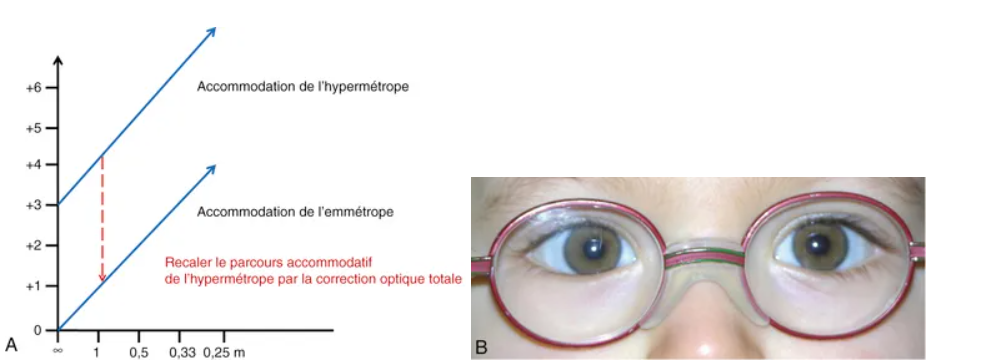 +6
Accommodation de l'hypermétrope
+5
+4
+3
Accommodation de l'emmétrope
+2
Recaler le parcours accommodatif
de l'hypermétrope par la correction optique totale
+1
0
A
∞ 1 0,5 0,33 0,25 m
B